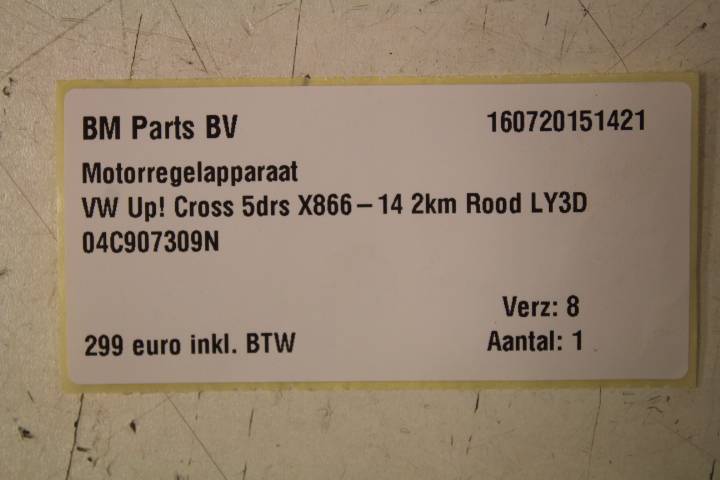 BM Parts BV 160720151421
Motorregelapparaat
VW Up! Cross 5drs X866-14 2km Rood LY3D
04C907309N
Verz: 8
299 euro inkl. BTW Aantal: 1